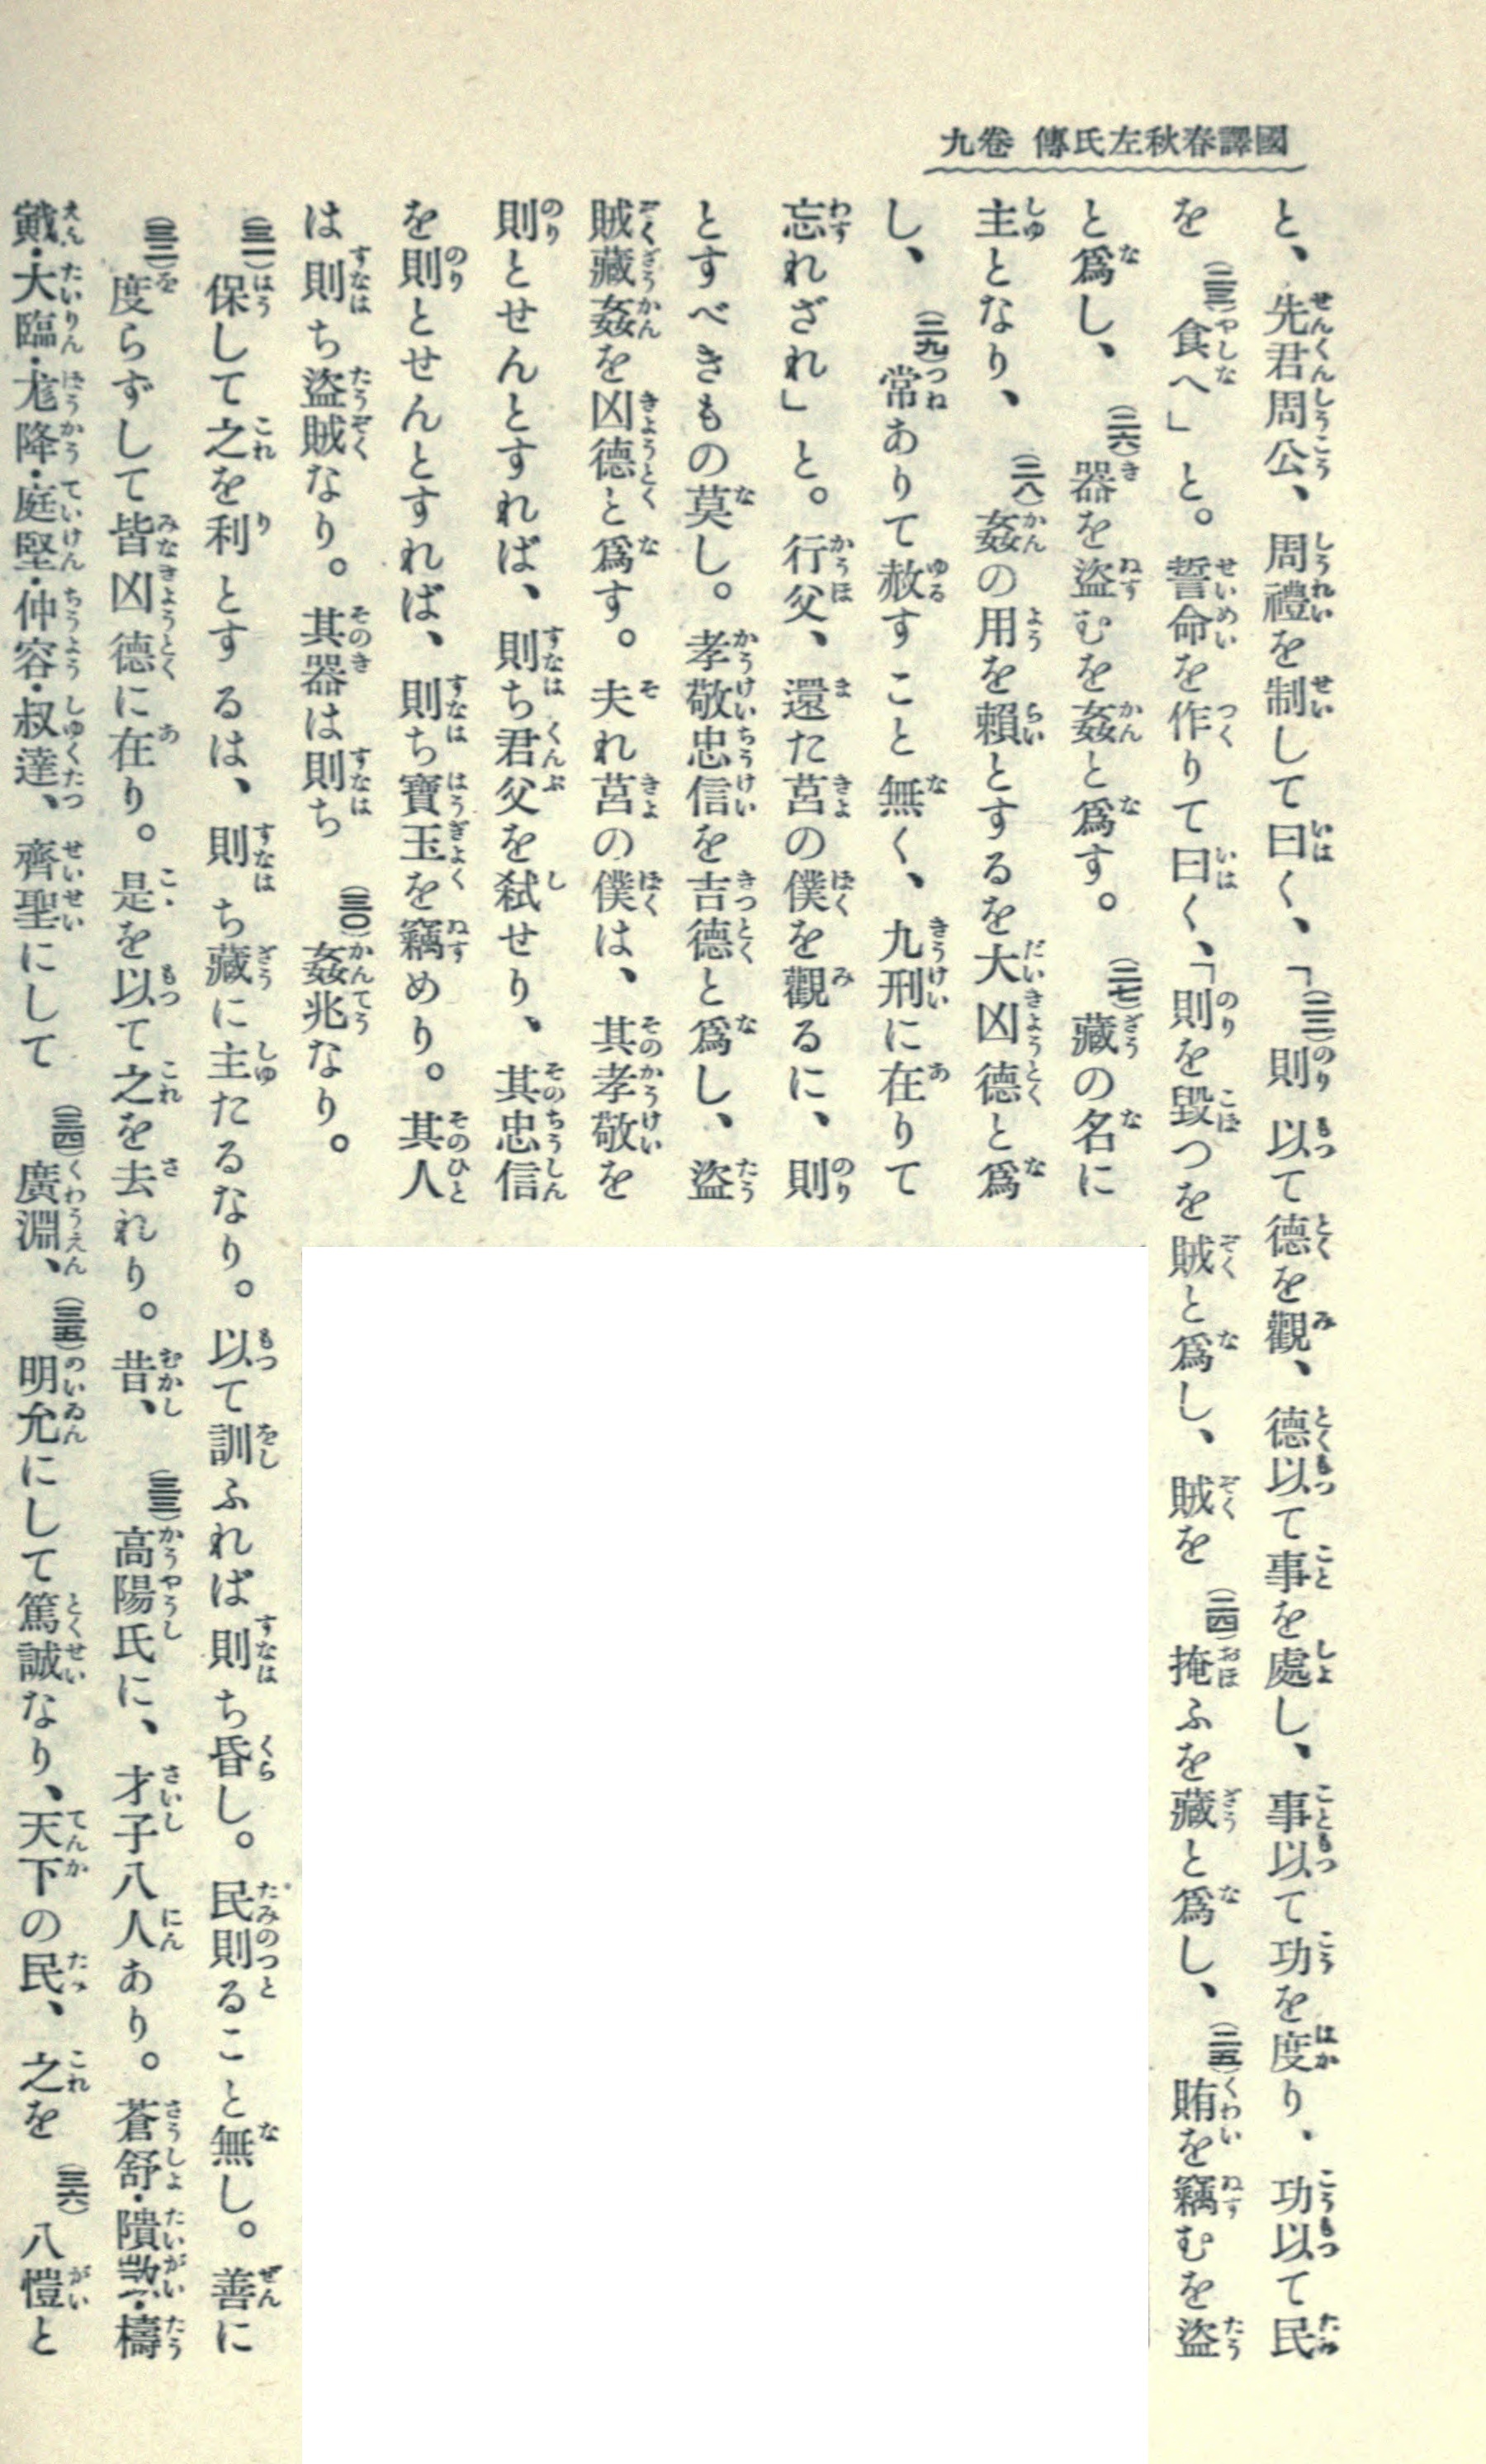 國譯春秋左氏傳 卷九
と、先君周公、周禮を制して曰く、「(二二)則以て德を觀、德以て事を處し、事以て功を度り、功以て民
を(二三)食へ」と。誓命を作りて曰く、「則を毀つを賊と爲し、賊を(二四)掩ふを藏と爲し、(二五)賄を竊むを盜
と爲し、(二六)器を盜むを姦と爲す。(二七)藏の名に
主となり、(二八)姦の用を賴とするを大凶德と爲
し、(二九)常ありて赦すこと無く、九刑に在りて
忘れざれ」と。行父、還た莒の僕を觀るに、則
とすべきもの莫し。孝敬忠信を吉德と爲し、盜
賊藏姦を凶德と爲す。夫れ莒の僕は、其孝敬を
則とせんとすれば、則ち君父を弑せり、其忠信
を則とせんとすれば、則ち寶玉を竊めり。其人
は則ち盜賊なり。其器は則ち(三〇)姦兆なり。
(三一)保して之を利とするは、則ち藏に主たるなり。以て訓ふれば則ち昏し。民則ること無し。善に
(三二)度らずして皆凶德に在り。是を以て之を去れり。昔、(三三)高陽氏に、才子八人あり。蒼舒・隤敳・檮
戭・大臨・尨降・庭堅・仲容・叔達、齊聖にして(三四)廣淵、(三五)明允にして篤誠なり、天下の民、之を(三六)八愷と